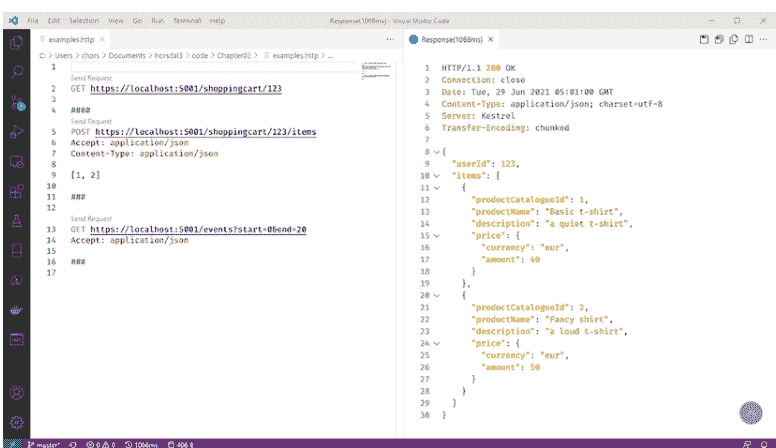 File Edit Selection View Go Run Terminal Help
Response(1066ms) - Visual Studio Code
examples.http
Response(1066ms)
C: > Users > chors > Documents > horsdal3 > code > Chapter02 > examples.http > ...
1
Send Request
2 GET https://localhost:5001/shoppingcart/123
3
4 ####
Send Request
5 POST https://localhost:5001/shoppingcart/123/items
6 Accept: application/json
7 Content-Type: application/json
8
9 [1, 2]
10
11 ###
12
Send Request
13 GET https://localhost:5001/events?start=0&end=20
14 Accept: application/json
15
16 ###
17
1 HTTP/1.1 200 OK
2 Connection: close
3 Date: Tue, 29 Jun 2021 05:01:00 GMT
4 Content-Type: application/json; charset=utf-8
5 Server: Kestrel
6 Transfer-Encoding: chunked
7
8 {
9 "userId": 123,
10 "items": [
11 {
12 "productCatalogueId": 1,
13 "productName": "Basic t-shirt",
14 "description": "a quiet t-shirt",
15 "price": {
16 "currency": "eur",
17 "amount": 40
18 }
19 },
20 {
21 "productCatalogueId": 2,
22 "productName": "Fancy shirt",
23 "description": "a loud t-shirt",
24 "price": {
25 "currency": "eur",
26 "amount": 50
27 }
28 }
29 ]
30 }
master* 0 0 1066ms 406 B